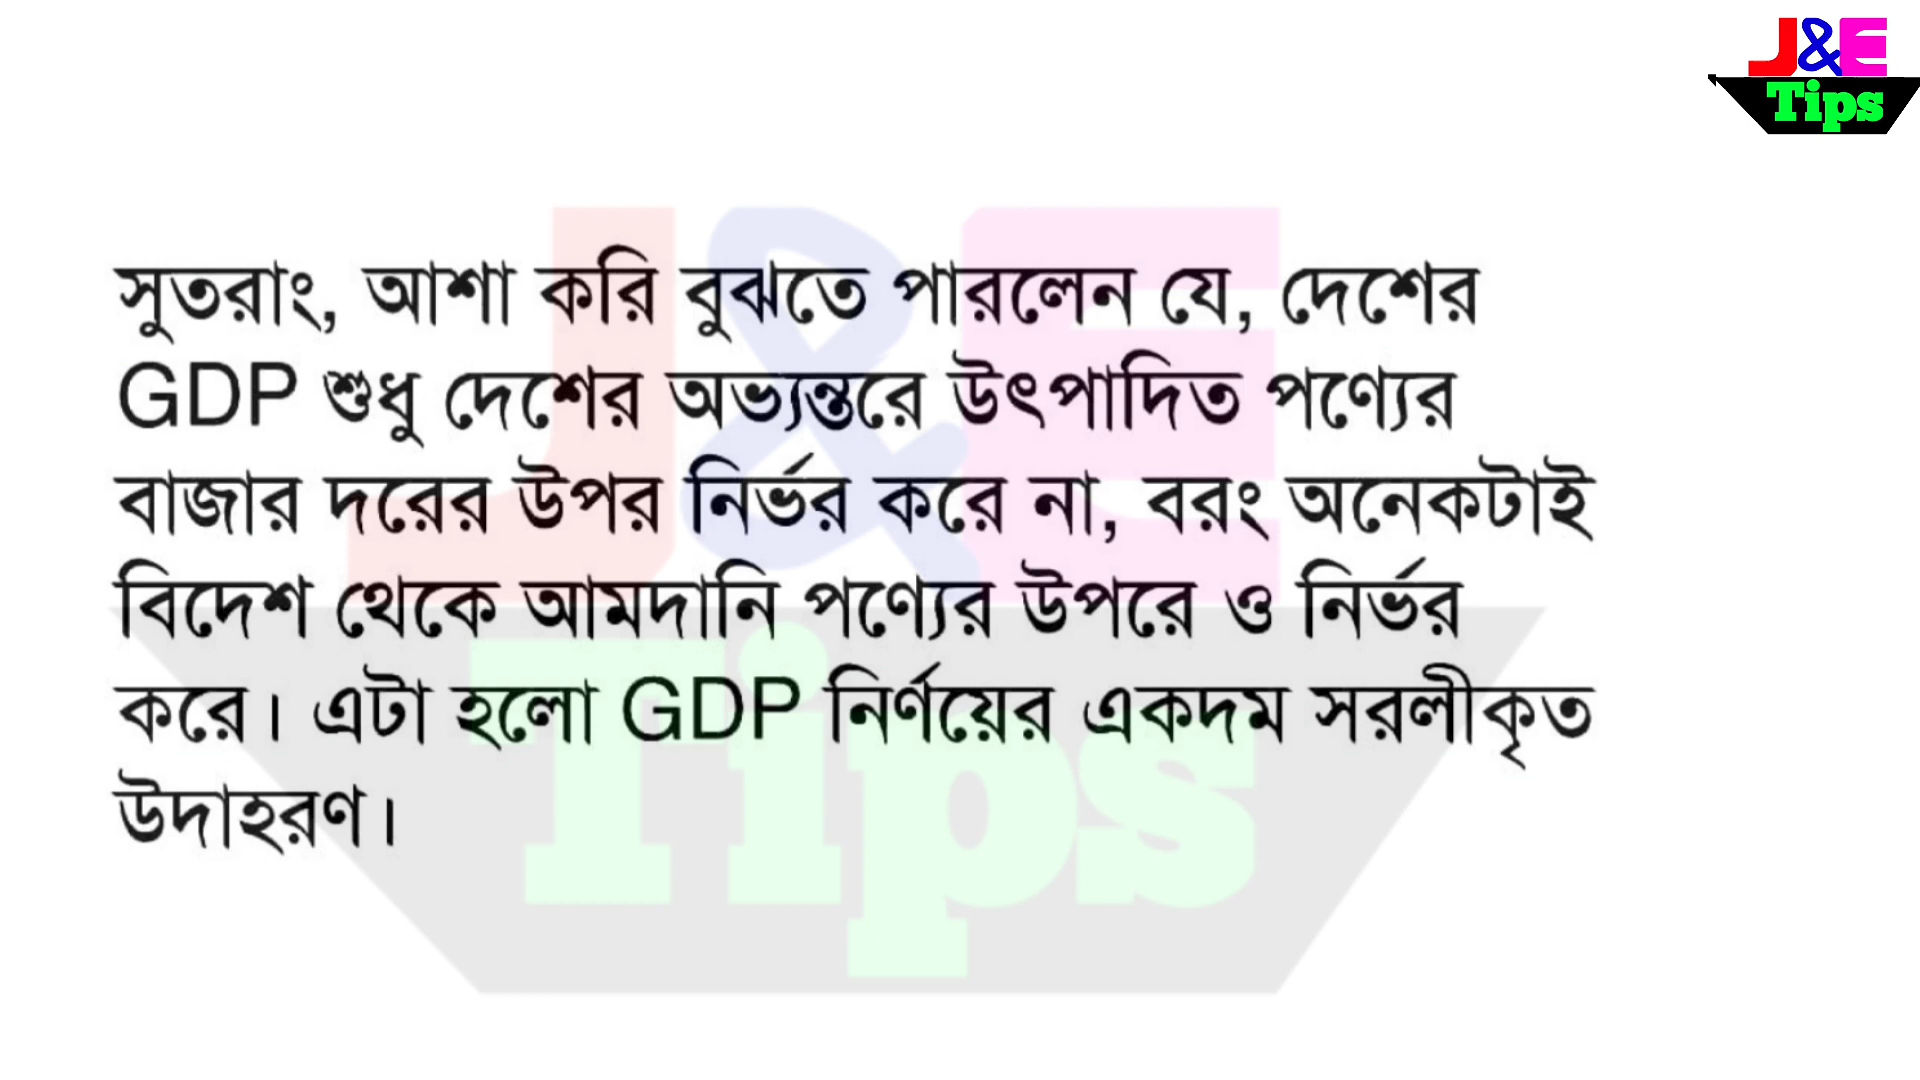 J&E
Tips
সুতরাং, আশা করি বুঝতে পারলেন যে, দেশের
GDP শুধু দেশের অভ্যন্তরে উৎপাদিত পণ্যের
বাজার দরের উপর নির্ভর করে না, বরং অনেকটাই
বিদেশ থেকে আমদানি পণ্যের উপরে ও নির্ভর
করে। এটা হলো GDP নির্ণয়ের একদম সরলীকৃত
উদাহরণ।
J&E
Tips